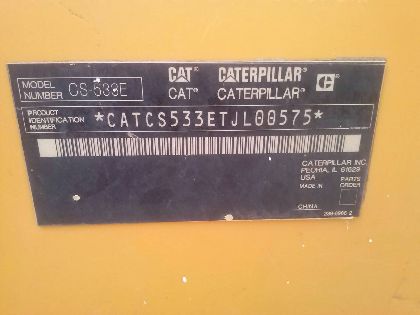 CAT® CATERPILLAR® C®
MODEL NUMBER CS-533E
CAT® CATERPILLAR®
PRODUCT IDENTIFICATION NUMBER
*CATCS533ETJL00575*
CATERPILLAR INC.
PEORIA, IL 61629
USA
PARTS ORDER
MADE IN
CHINA